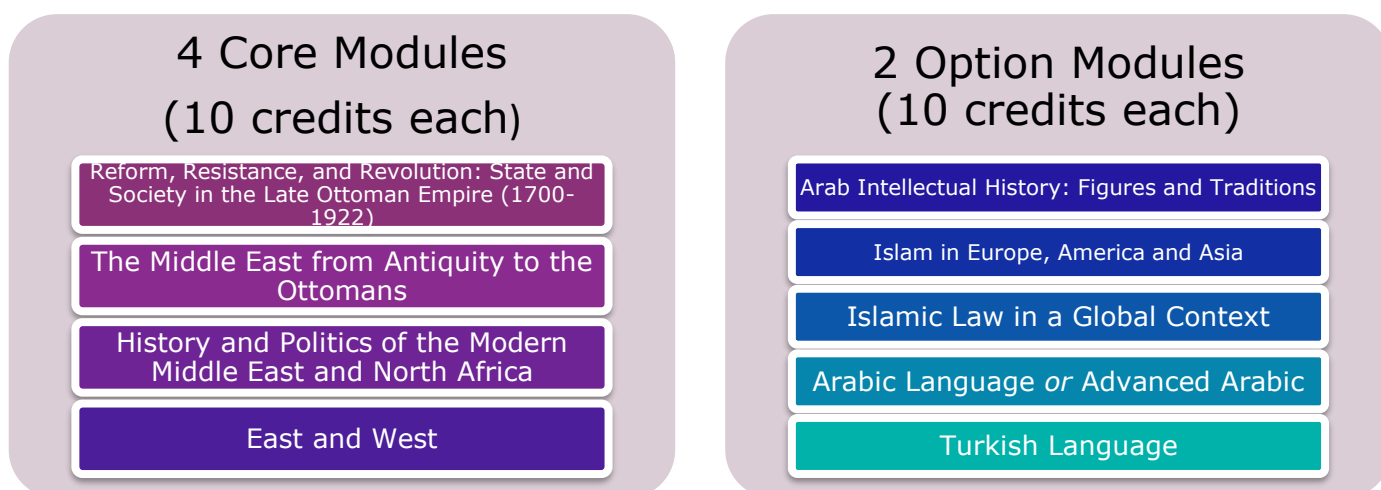 4 Core Modules
(10 credits each)
Reform, Resistance, and Revolution: State and
Society in the Late Ottoman Empire (1700-
1922)
The Middle East from Antiquity to the
Ottomans
History and Politics of the Modern
Middle East and North Africa
East and West
2 Option Modules
(10 credits each)
Arab Intellectual History: Figures and Traditions
Islam in Europe, America and Asia
Islamic Law in a Global Context
Arabic Language or Advanced Arabic
Turkish Language